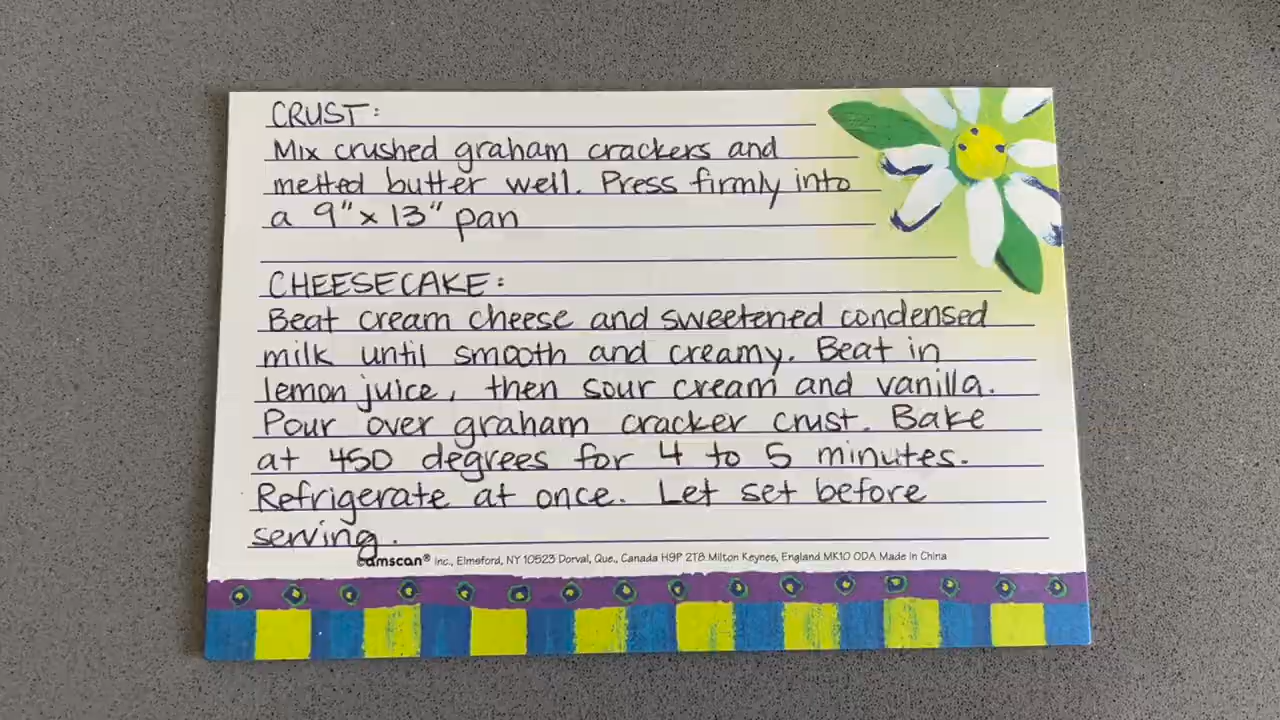 CRUST:
Mix crushed graham crackers and
melted butter well. Press firmly into
a 9" x 13" pan
CHEESECAKE:
Beat cream cheese and sweetened condensed
milk until smooth and creamy. Beat in
lemon juice, then sour cream and vanilla.
Pour over graham cracker crust. Bake
at 450 degrees for 4 to 5 minutes.
Refrigerate at once. Let set before
serving.
amscan® Inc., Elmsford, NY 10523 Dorval, Que., Canada H9P 2T8 Milton Keynes, England MK10 0DA Made in China